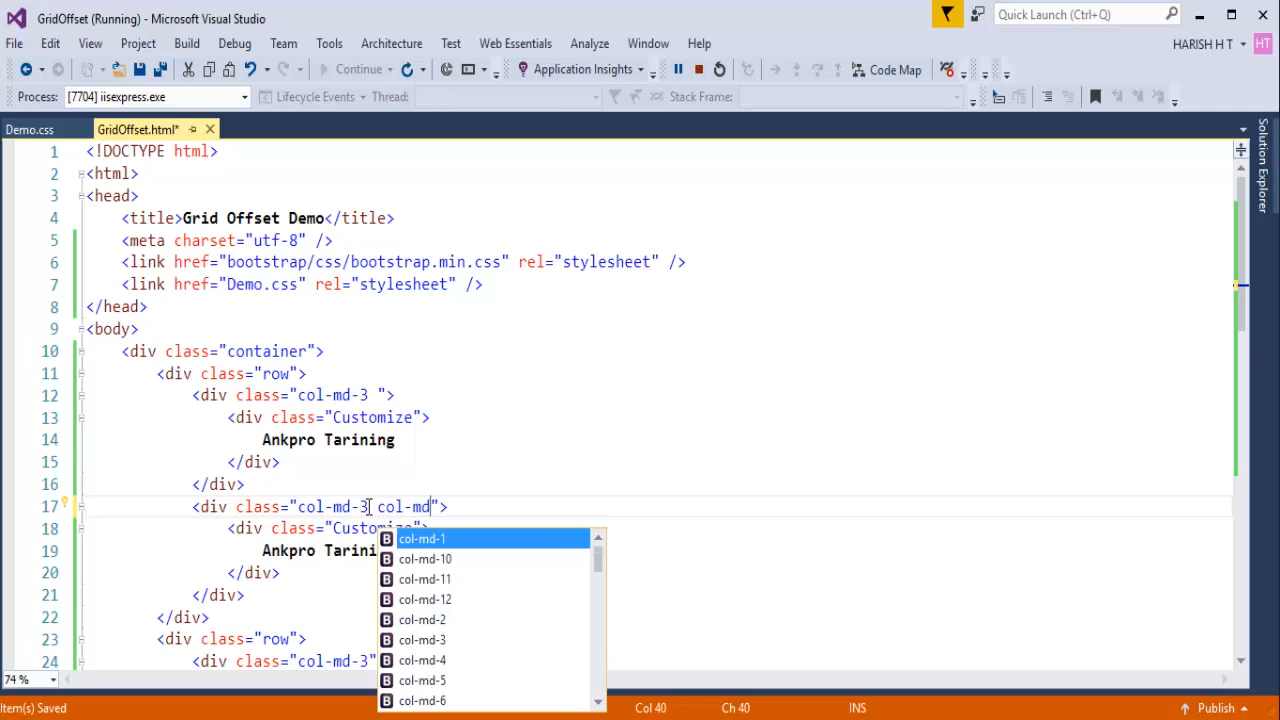 GridOffset (Running) - Microsoft Visual Studio
Quick Launch (Ctrl+Q)
File Edit View Project Build Debug Team Tools Architecture Test Web Essentials Analyze Window Help
HARISH H T HT
Continue Application Insights Code Map
Process: [7704] iisexpress.exe Lifecycle Events Thread: Stack Frame:
Demo.css GridOffset.html*
Solution Explorer
1 <!DOCTYPE html>
2 <html>
3 <head>
4 <title>Grid Offset Demo</title>
5 <meta charset="utf-8" />
6 <link href="bootstrap/css/bootstrap.min.css" rel="stylesheet" />
7 <link href="Demo.css" rel="stylesheet" />
8 </head>
9 <body>
10 <div class="container">
11 <div class="row">
12 <div class="col-md-3 ">
13 <div class="Customize">
14 Ankpro Tarining
15 </div>
16 </div>
17 <div class="col-md-3 col-md">
18 <div class="Customize">
19 Ankpro Tarini
20 </div>
21 </div>
22 </div>
23 <div class="row">
24 <div class="col-md-3"
col-md-1
col-md-10
col-md-11
col-md-12
col-md-2
col-md-3
col-md-4
col-md-5
col-md-6
74 %
Item(s) Saved Col 40 Ch 40 INS Publish